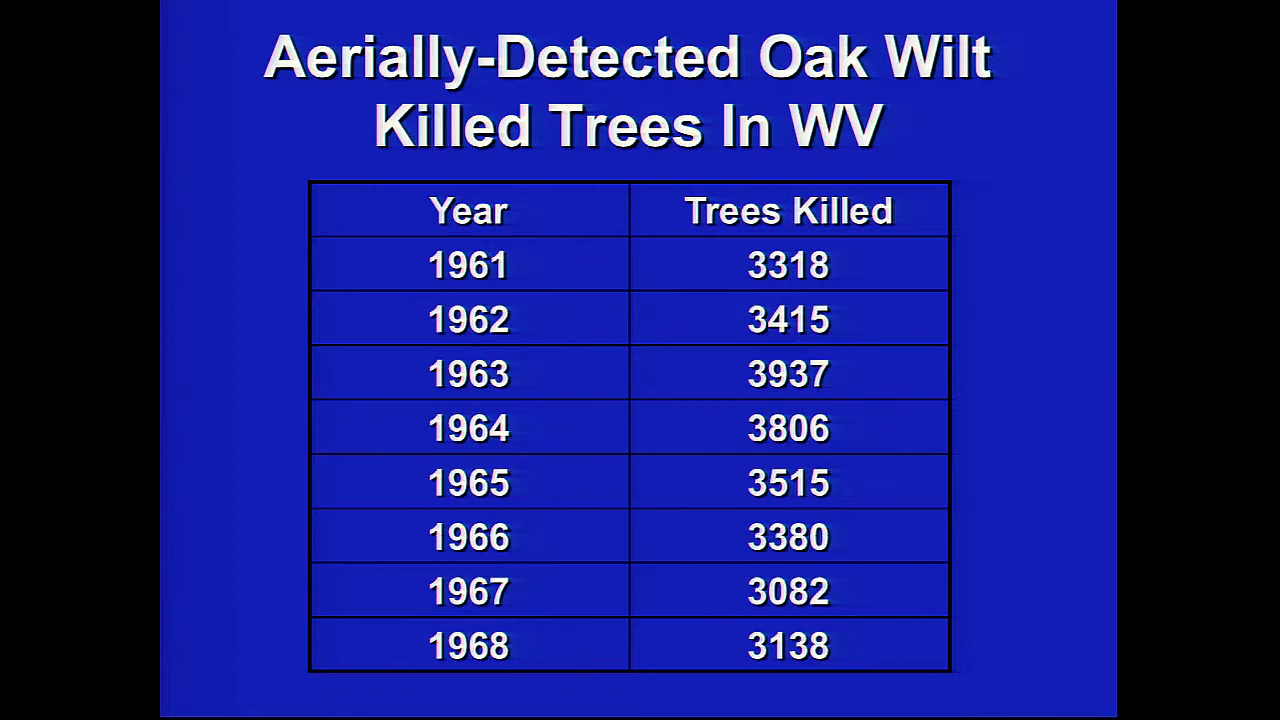 Aerially-Detected Oak Wilt
Killed Trees In WV
Year Trees Killed
1961 3318
1962 3415
1963 3937
1964 3806
1965 3515
1966 3380
1967 3082
1968 3138